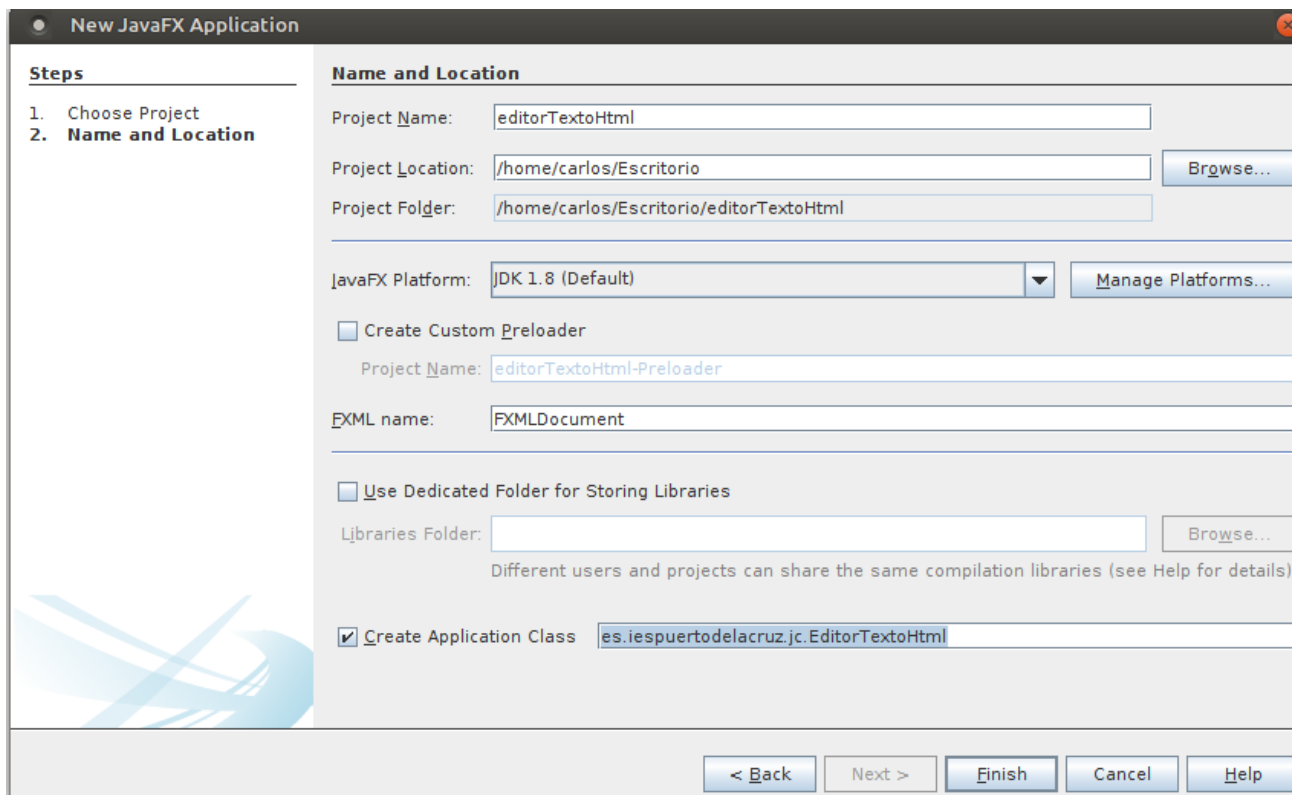 New JavaFX Application
Steps
1. Choose Project
2. Name and Location
Name and Location
Project Name: editorTextoHtml
Project Location: /home/carlos/Escritorio Browse...
Project Folder: /home/carlos/Escritorio/editorTextoHtml
JavaFX Platform: JDK 1.8 (Default) Manage Platforms...
Create Custom Preloader
Project Name: editorTextoHtml-Preloader
FXML name: FXMLDocument
Use Dedicated Folder for Storing Libraries
Libraries Folder: Browse...
Different users and projects can share the same compilation libraries (see Help for details)
Create Application Class es.iespuertodelacruz.jc.EditorTextoHtml
< Back Next > Finish Cancel Help